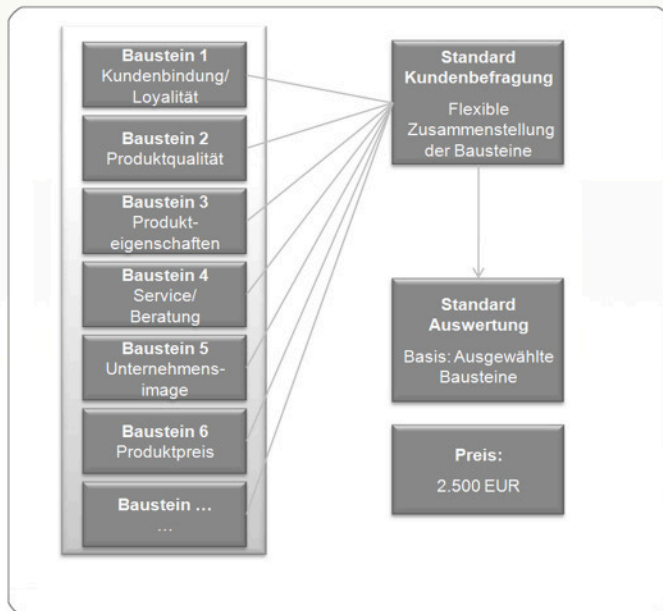 Baustein 1
Kundenbindung/
Loyalität
Baustein 2
Produktqualität
Baustein 3
Produkt-
eigenschaften
Baustein 4
Service/
Beratung
Baustein 5
Unternehmens-
image
Baustein 6
Produktpreis
Baustein ...
...
Standard
Kundenbefragung
Flexible
Zusammenstellung
der Bausteine
Standard
Auswertung
Basis: Ausgewählte
Bausteine
Preis:
2.500 EUR